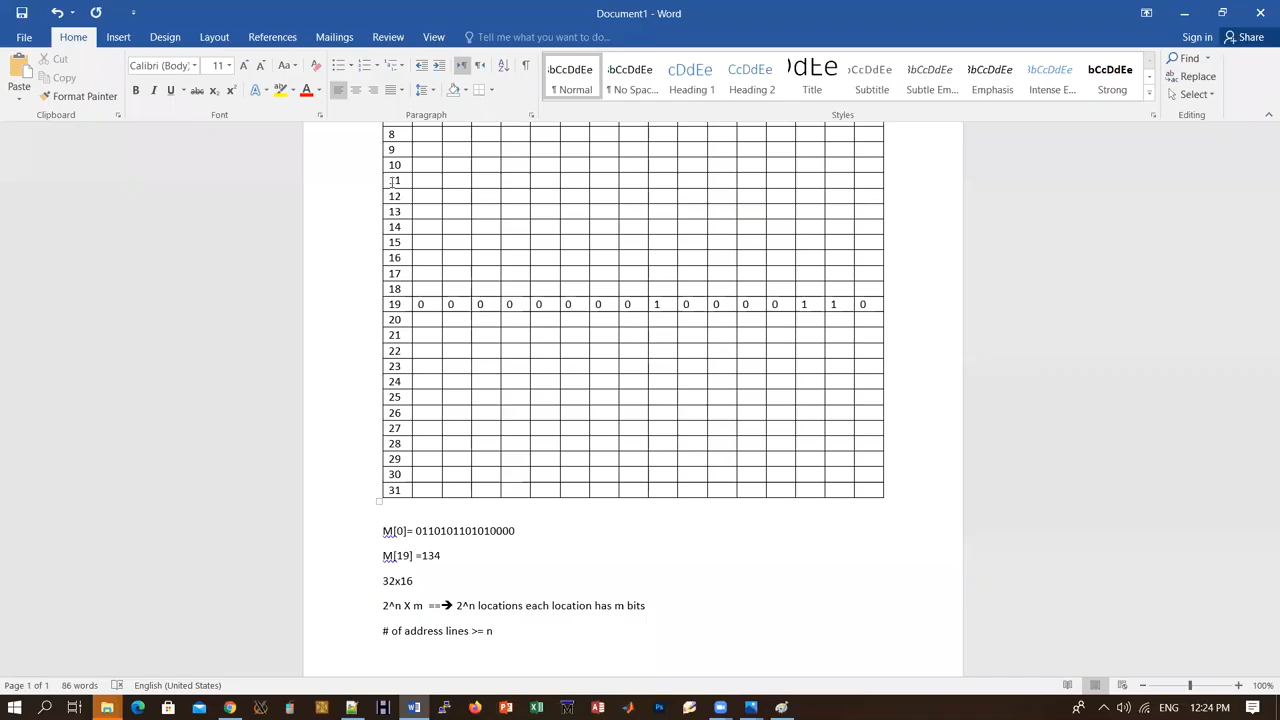 Document1 - Word
File Home Insert Design Layout References Mailings Review View Tell me what you want to do... Sign in Share
Paste
Cut
Copy
Format Painter
Clipboard
Calibri (Body) 11 A A Aa
B I U abc X₂ X² A A
Font
Paragraph
AaBbCcDdEe ¶ Normal
AaBbCcDdEe ¶ No Spac...
Heading 1
Heading 2
Title
Subtitle
Subtle Em...
Emphasis
Intense E...
Strong
Styles
Find
Replace
Select
Editing
8
9
10
11
12
13
14
15
16
17
18
19 0 0 0 0 0 0 0 0 1 0 0 0 0 1 1 0
20
21
22
23
24
25
26
27
28
29
30
31
M[0]= 0110101101010000
M[19] =134
32x16
2^n X m ==➔ 2^n locations each location has m bits
# of address lines >= n
Page 1 of 1 86 words English (United States) 100%
12:24 PM